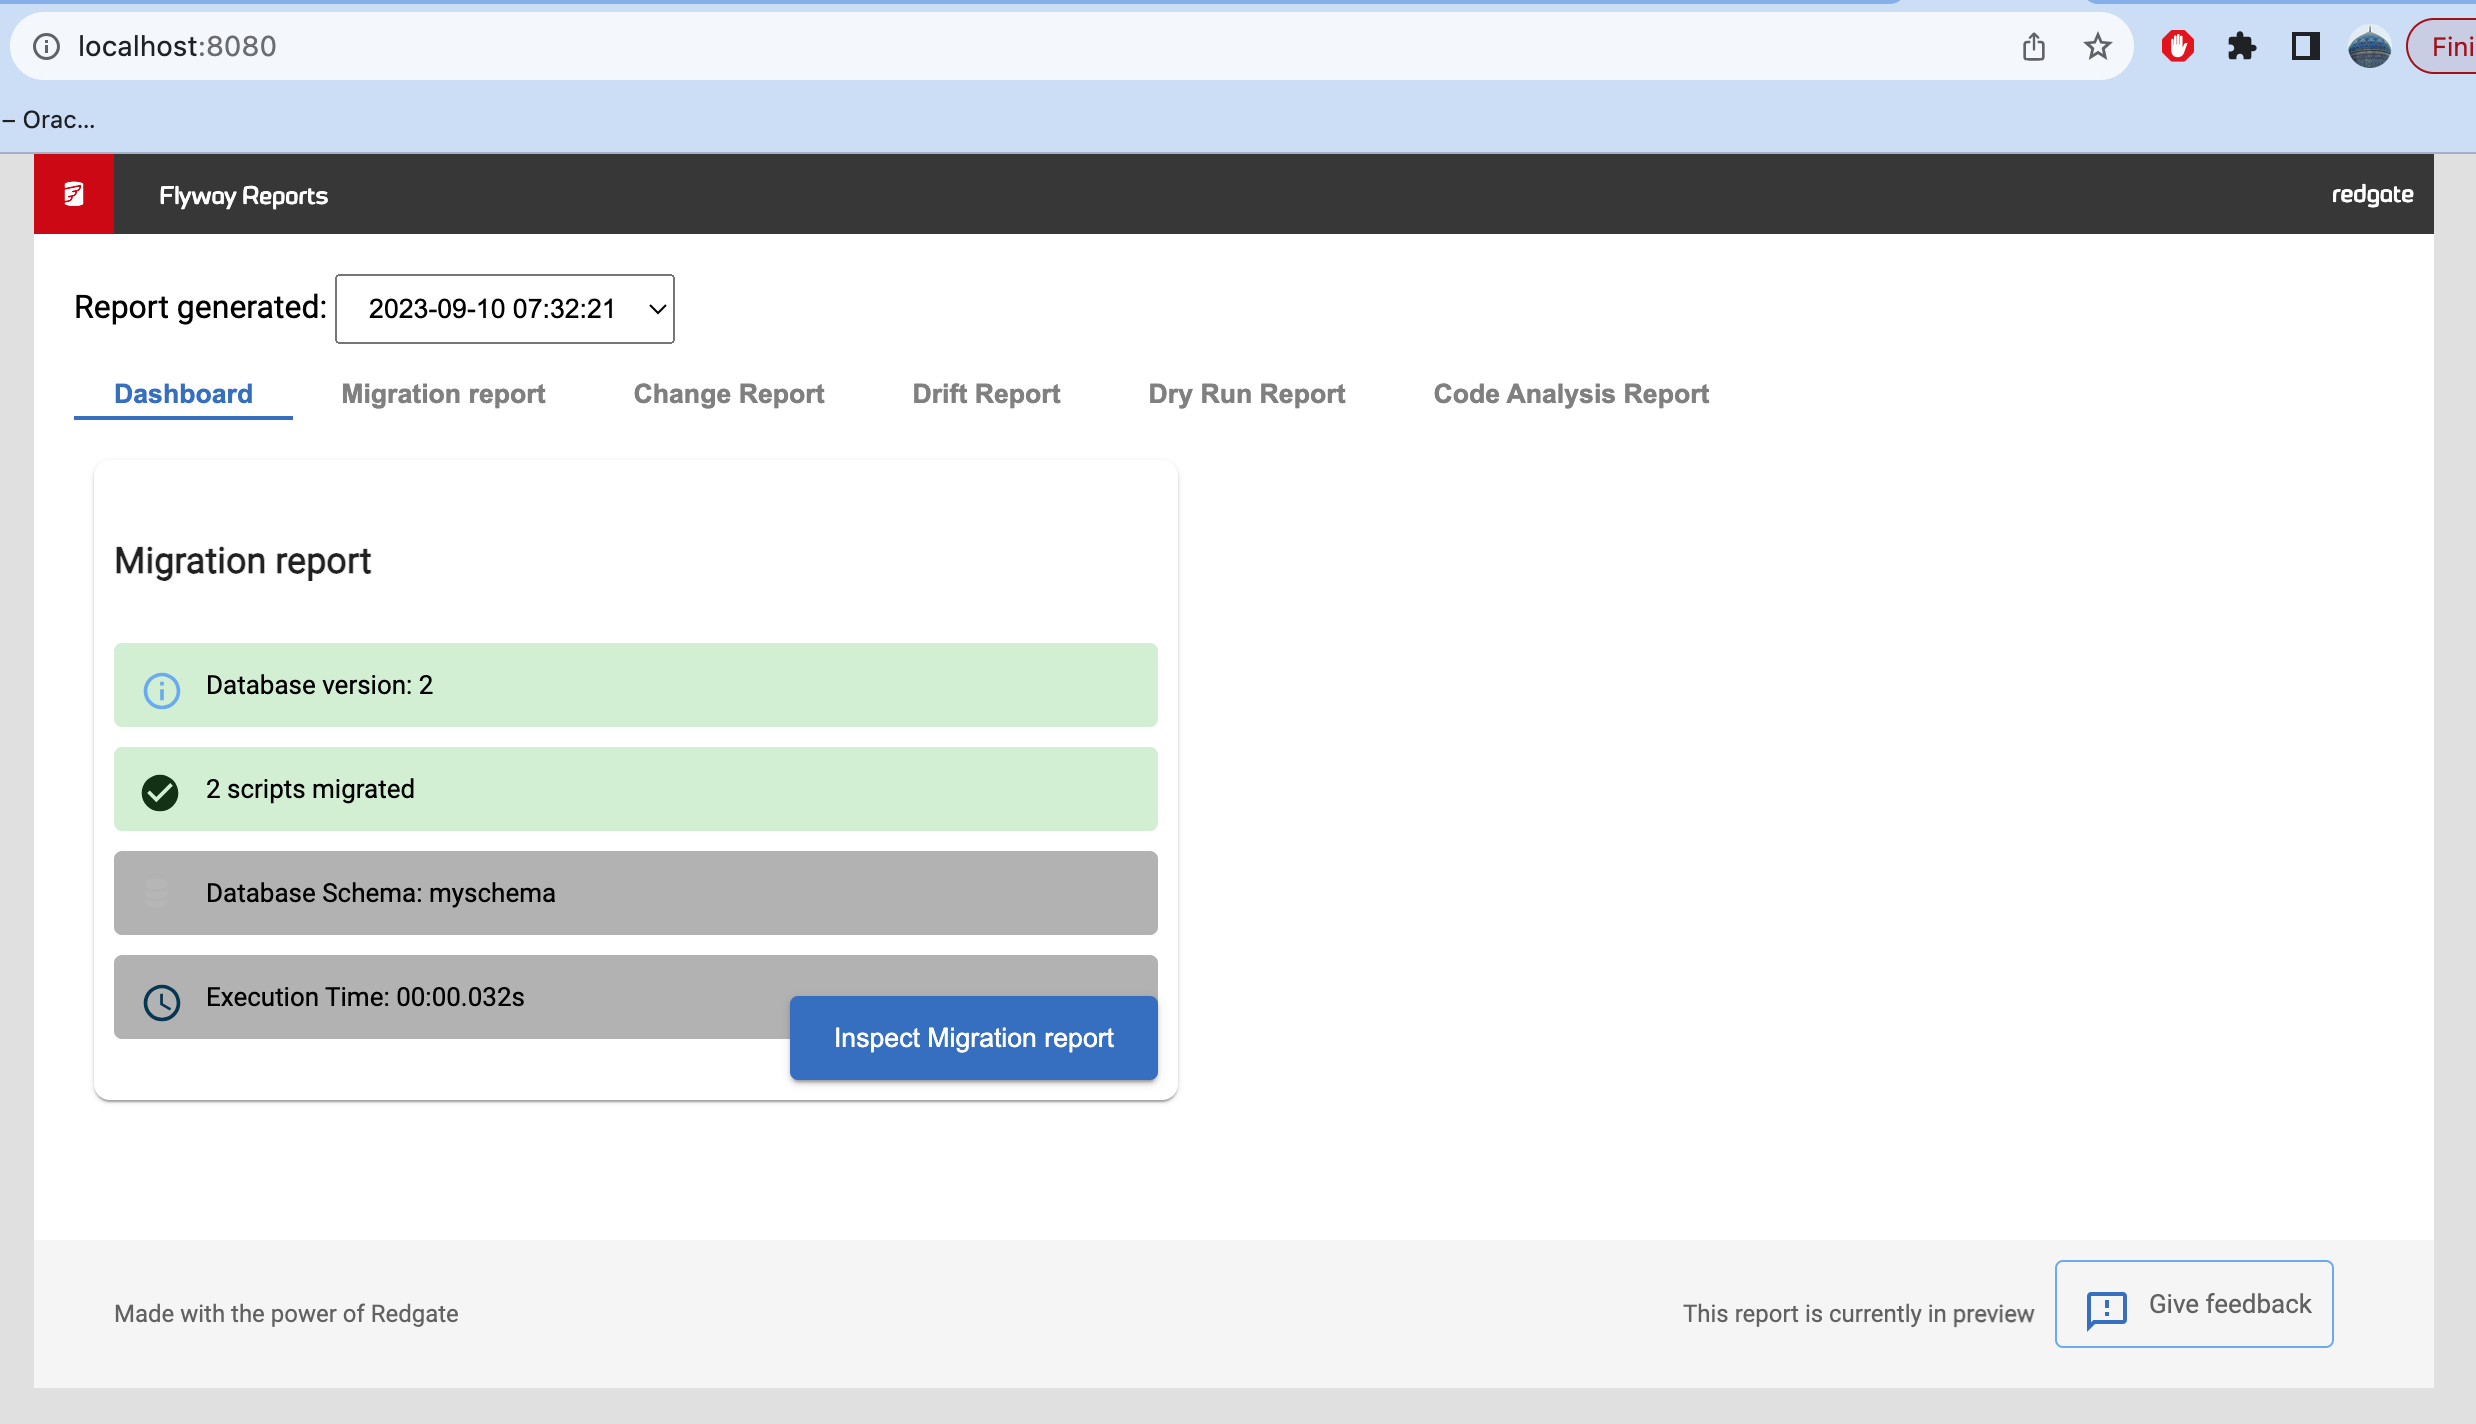 localhost:8080
Fini
– Orac...
Flyway Reports
redgate
Report generated: 2023-09-10 07:32:21
Dashboard Migration report Change Report Drift Report Dry Run Report Code Analysis Report
Migration report
Database version: 2
2 scripts migrated
Database Schema: myschema
Execution Time: 00:00.032s
Inspect Migration report
Made with the power of Redgate
This report is currently in preview
Give feedback